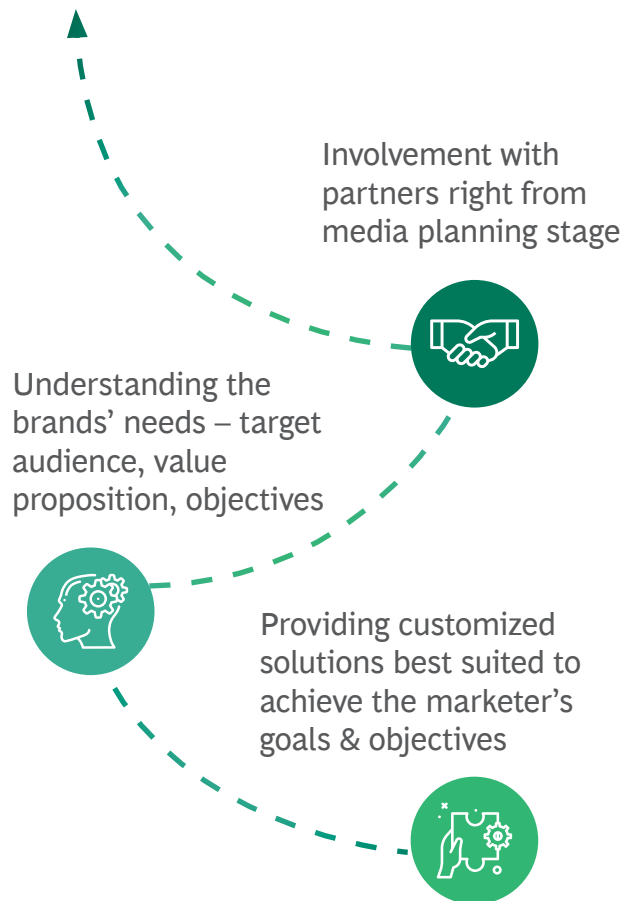 Involvement with
partners right from
media planning stage
Understanding the
brands’ needs – target
audience, value
proposition, objectives
Providing customized
solutions best suited to
achieve the marketer’s
goals & objectives